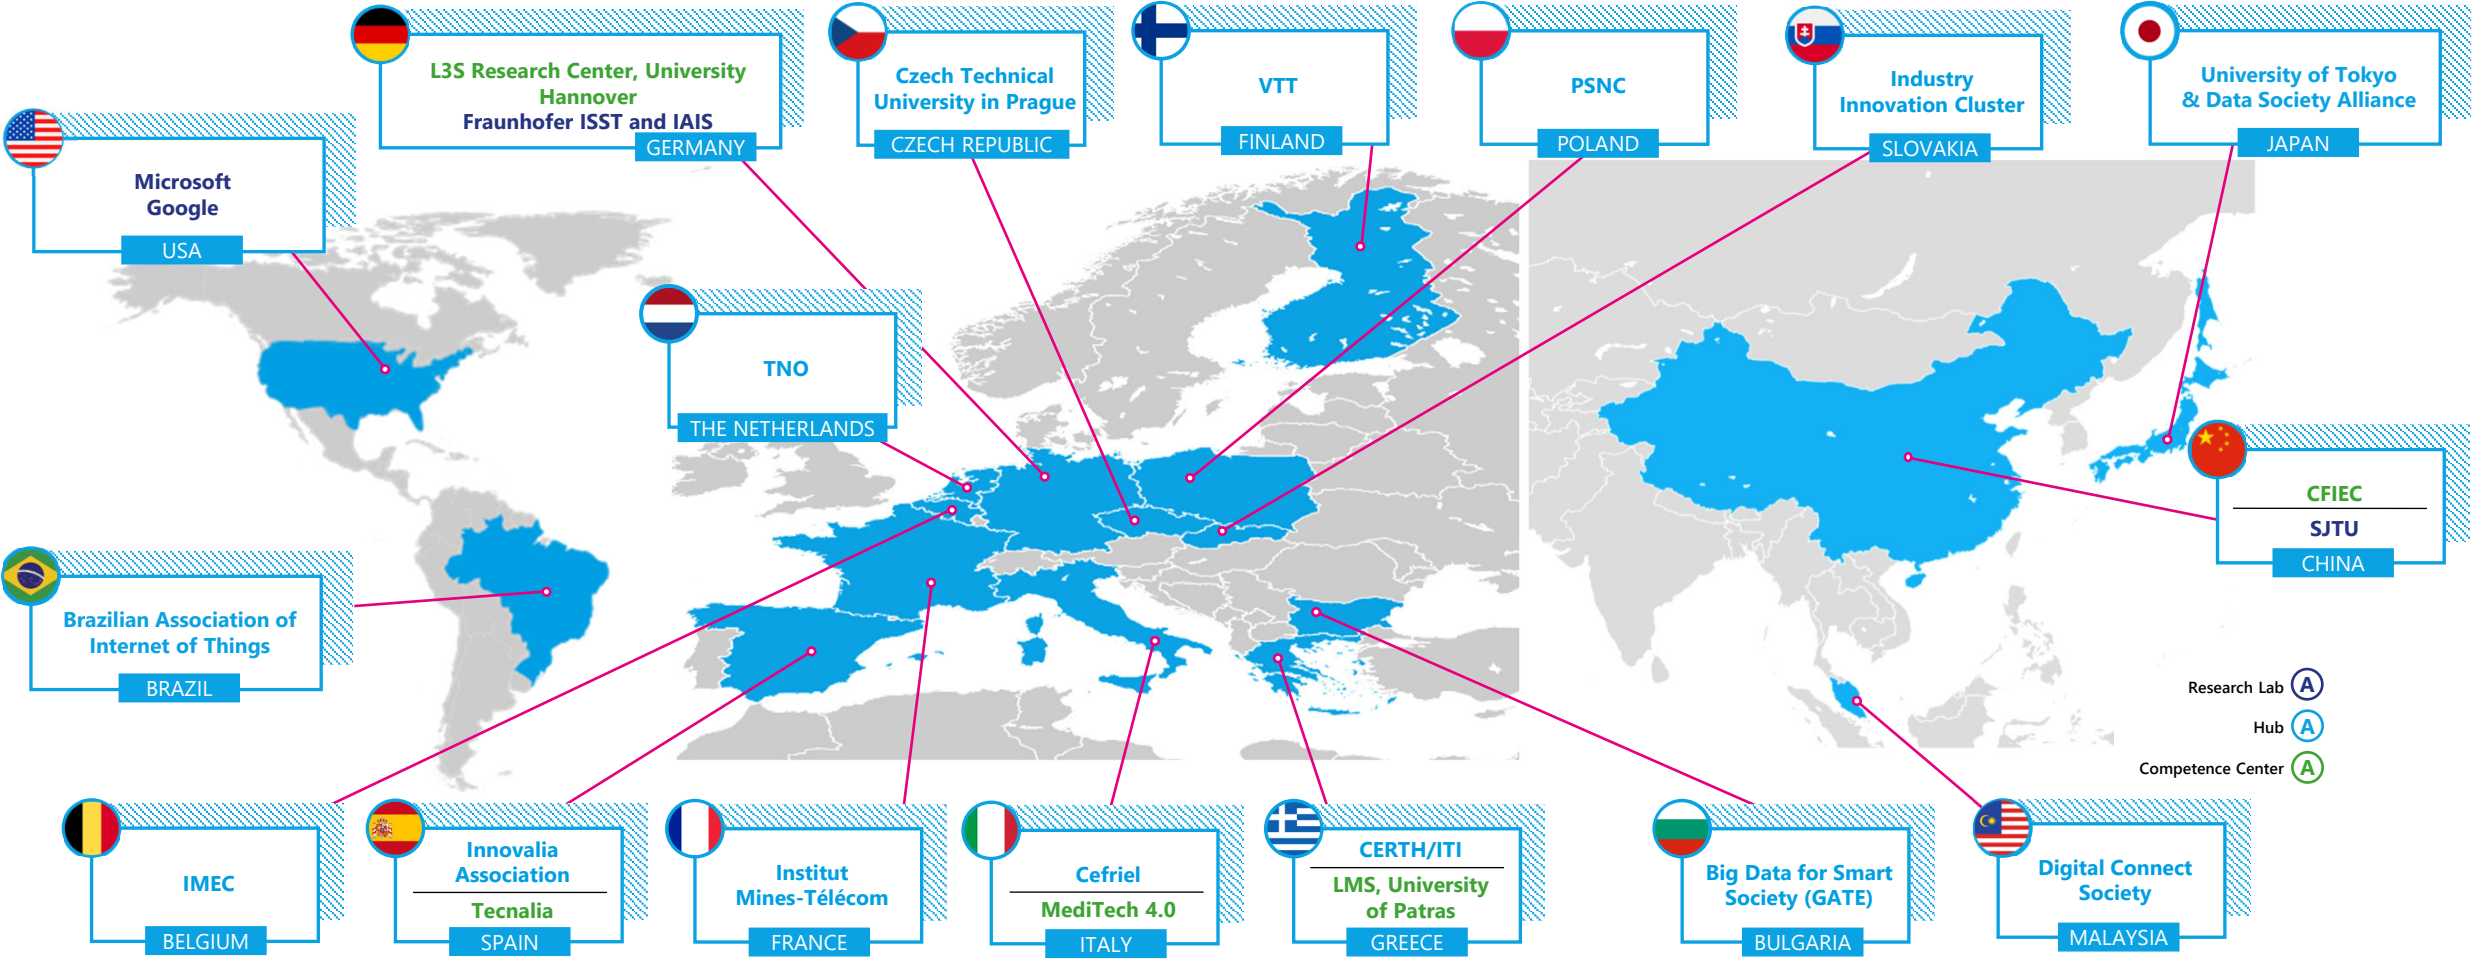 L3S Research Center, University
Hannover
Fraunhofer ISST and IAIS
GERMANY
Czech Technical
University in Prague
CZECH REPUBLIC
VTT
FINLAND
PSNC
POLAND
Industry
Innovation Cluster
SLOVAKIA
University of Tokyo
& Data Society Alliance
JAPAN
Microsoft
Google
USA
TNO
THE NETHERLANDS
CFIEC
SJTU
CHINA
Brazilian Association of
Internet of Things
BRAZIL
Research Lab A
Hub A
Competence Center A
IMEC
BELGIUM
Innovalia
Association
Tecnalia
SPAIN
Institut
Mines-Télécom
FRANCE
Cefriel
MediTech 4.0
ITALY
CERTH/ITI
LMS, University
of Patras
GREECE
Big Data for Smart
Society (GATE)
BULGARIA
Digital Connect
Society
MALAYSIA